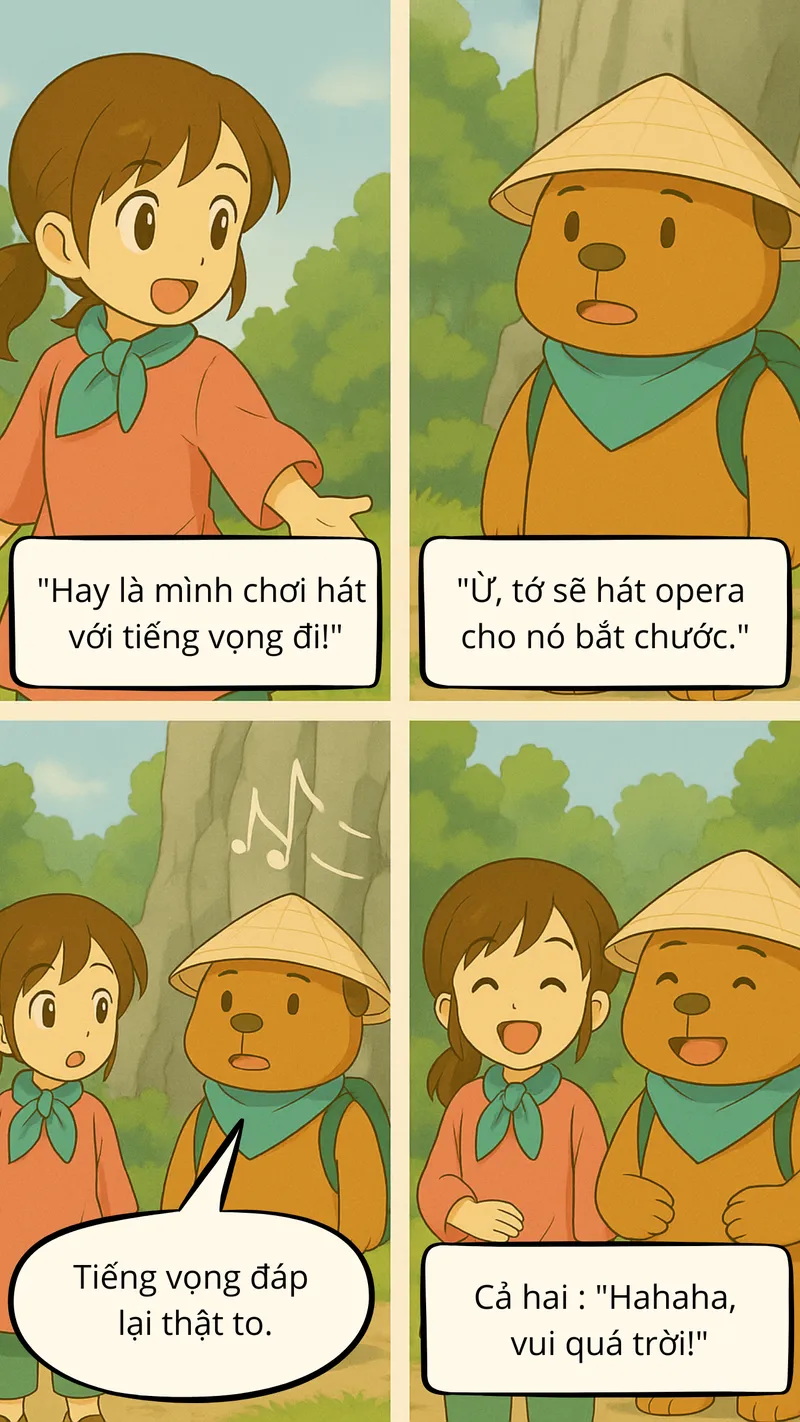 "Hay là mình chơi hát
với tiếng vọng đi!"
"Ừ, tớ sẽ hát opera
cho nó bắt chước."
Tiếng vọng đáp
lại thật to.
Cả hai : "Hahaha,
vui quá trời!"